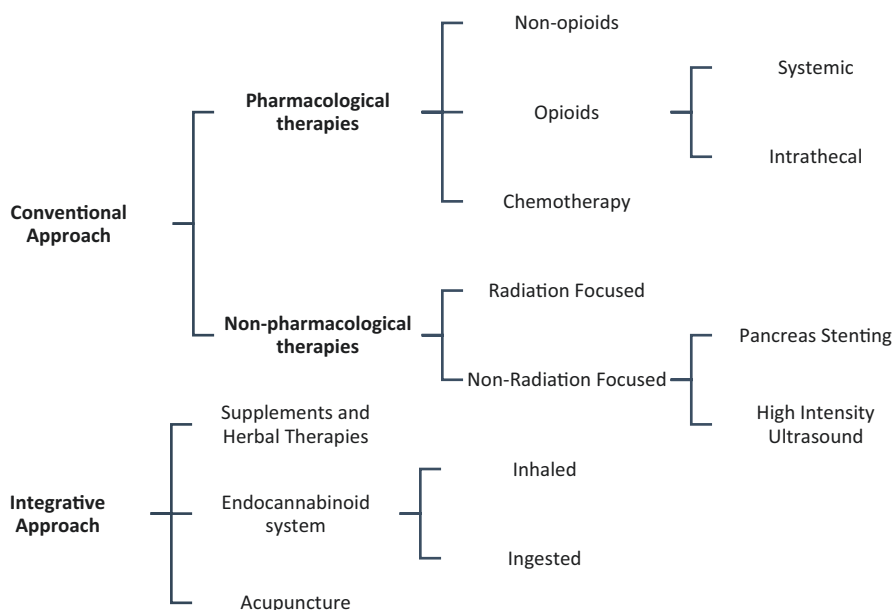 Non-opioids
Systemic
Pharmacological
therapies
Opioids
Intrathecal
Chemotherapy
Conventional
Approach
Radiation Focused
Non-pharmacological
therapies
Pancreas Stenting
Non-Radiation Focused
High Intensity
Ultrasound
Supplements and
Herbal Therapies
Inhaled
Integrative
Approach
Endocannabinoid
system
Ingested
Acupuncture